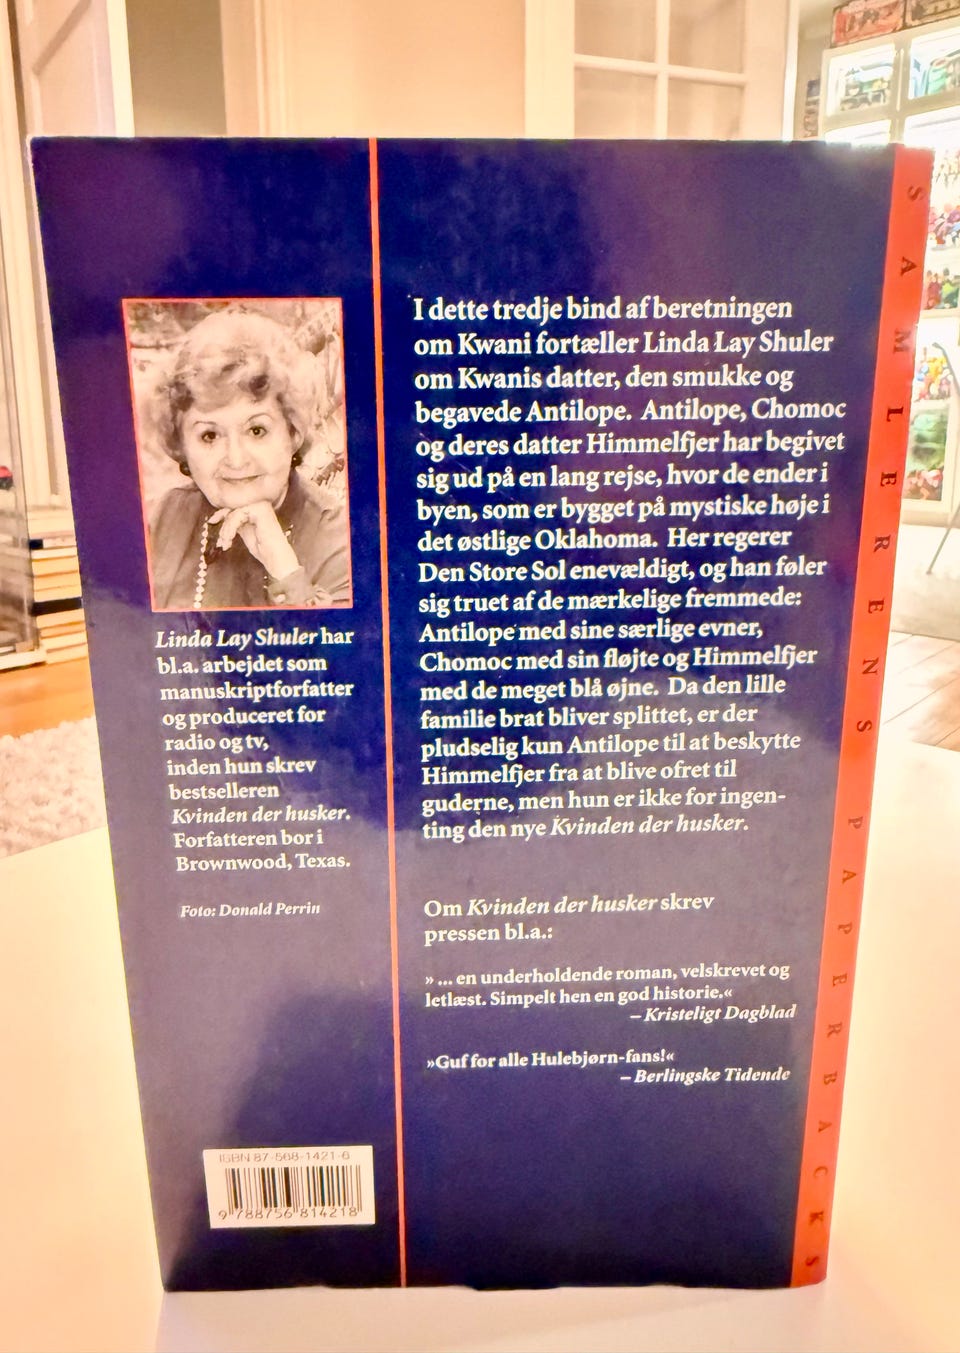 Linda Lay Shuler har
bl.a. arbejdet som
manuskriptforfatter
og produceret for
radio og tv,
inden hun skrev
bestselleren
Kvinden der husker.
Forfatteren bor i
Brownwood, Texas.
Foto: Donald Perrin
ISBN 87-568-1421-6
9 788756 814218
I dette tredje bind af beretningen
om Kwani fortæller Linda Lay Shuler
om Kwanis datter, den smukke og
begavede Antilope. Antilope, Chomoc
og deres datter Himmelfjer har begivet
sig ud på en lang rejse, hvor de ender i
byen, som er bygget på mystiske høje i
det østlige Oklahoma. Her regerer
Den Store Sol enevældigt, og han føler
sig truet af de mærkelige fremmede:
Antilope med sine særlige evner,
Chomoc med sin fløjte og Himmelfjer
med de meget blå øjne. Da den lille
familie brat bliver splittet, er der
pludselig kun Antilope til at beskytte
Himmelfjer fra at blive ofret til
guderne, men hun er ikke for ingen-
ting den nye Kvinden der husker.
Om Kvinden der husker skrev
pressen bl.a.:
» ... en underholdende roman, velskrevet og
letlæst. Simpelt hen en god historie.«
– Kristeligt Dagblad
»Guf for alle Hulebjørn-fans!«
– Berlingske Tidende
SAMLERENS PAPERBACKS